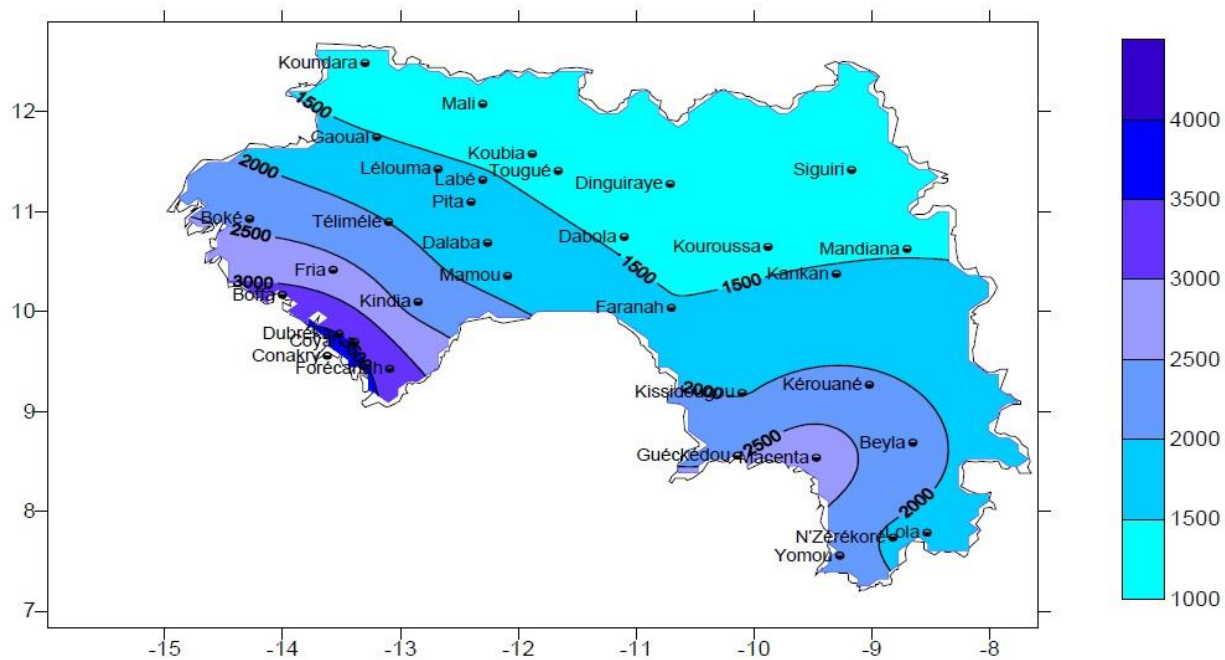 Koundara
12
1500
Mali
4000
Gaoual
Koubia
2000
Lélouma
Tougué
Siguiri
Labé
Dinguiraye
3500
Pita
11
Boké
Télimélé
2500
Dalaba
Dabola
Kouroussa
Mandiana
3000
Fria
1500
1500
Kankan
3000
Mamou
Boffa
Kindia
Faranah
10
Dubréka
Conakry
Forécariah
2500
Kérouané
2000
Kissidougou
9
2500
Beyla
Guéckédou
Macenta
2000
8
2000
N'Zérékoré
Lola
1500
Yomou
7
1000
-15
-14
-13
-12
-11
-10
-9
-8